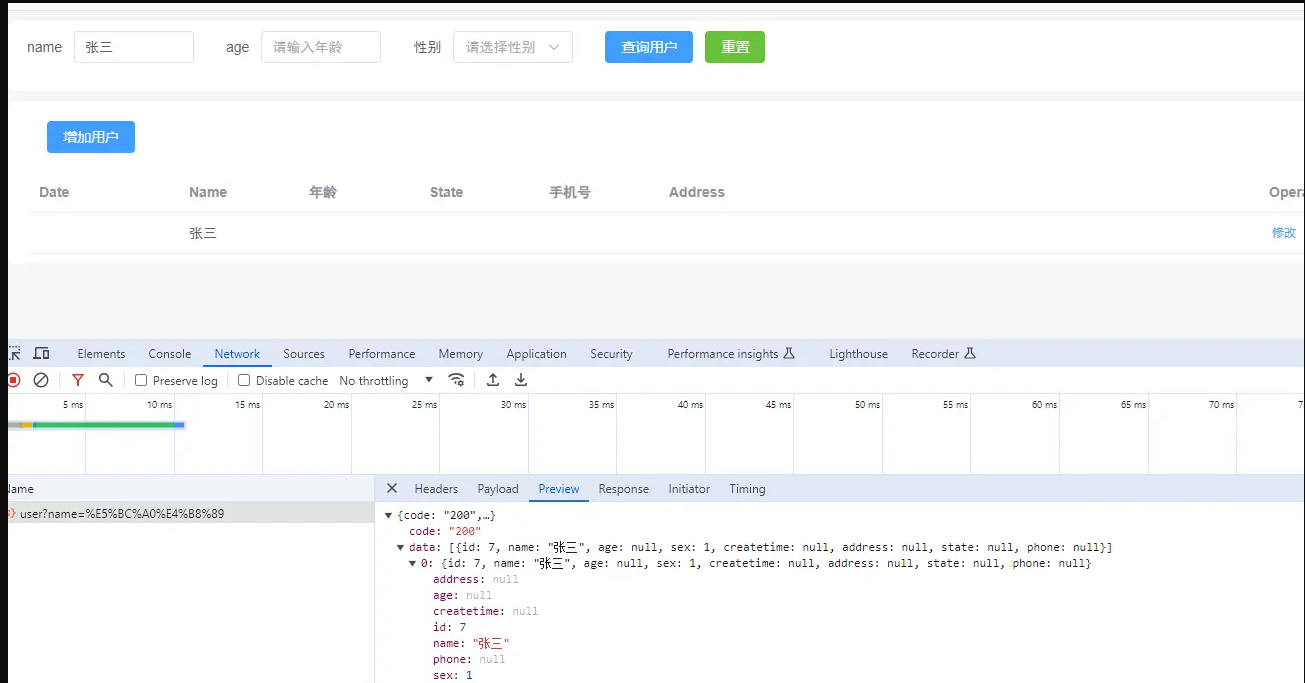 name 张三 age 请输入年龄 性别 请选择性别 查询用户 重置
增加用户
Date Name 年龄 State 手机号 Address Opera
张三 修改
Elements Console Network Sources Performance Memory Application Security Performance insights Lighthouse Recorder
Preserve log Disable cache No throttling
5 ms 10 ms 15 ms 20 ms 25 ms 30 ms 35 ms 40 ms 45 ms 50 ms 55 ms 60 ms 65 ms 70 ms 7
Name Headers Payload Preview Response Initiator Timing
user?name=%E5%BC%A0%E4%B8%89
{code: "200",…}
code: "200"
data: [{id: 7, name: "张三", age: null, sex: 1, createtime: null, address: null, state: null, phone: null}]
0: {id: 7, name: "张三", age: null, sex: 1, createtime: null, address: null, state: null, phone: null}
address: null
age: null
createtime: null
id: 7
name: "张三"
phone: null
sex: 1